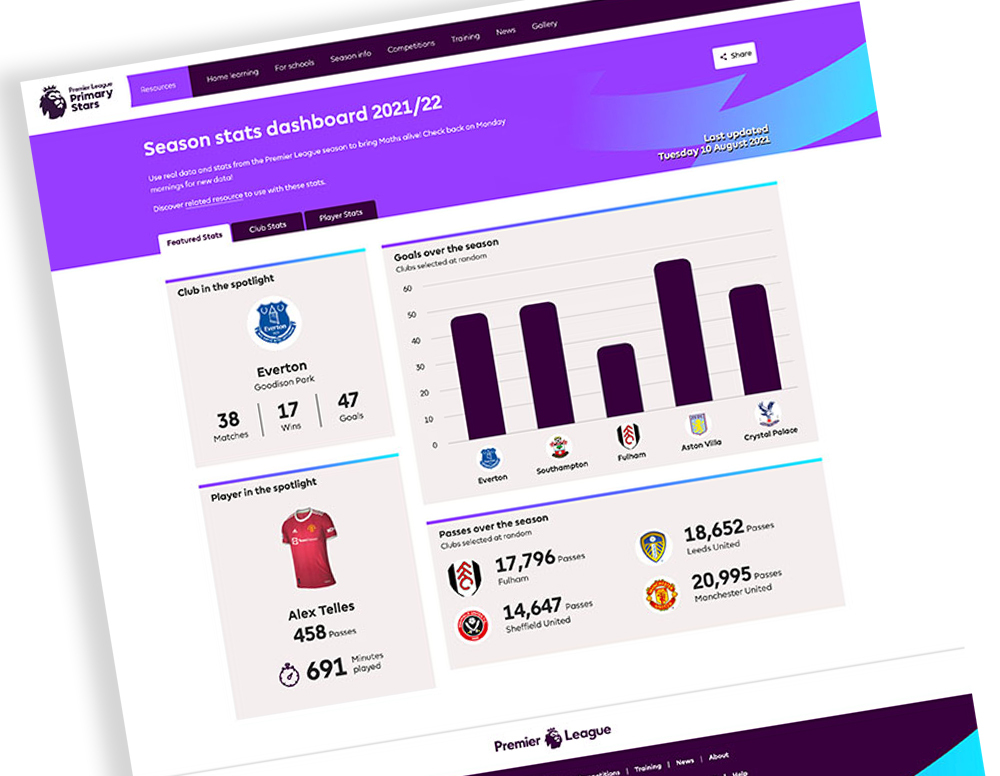 Premier League
Primary
Stars
Resources
Home learning
For schools
Season info
Competitions
Training
News
Gallery
Share
Season stats dashboard 2021/22
Use real data and stats from the Premier League season to bring Maths alive! Check back on Monday
mornings for new data!
Discover related resource to use with these stats.
Last updated
Tuesday 10 August 2021
Featured Stats
Club Stats
Player Stats
Club in the spotlight
Everton
Everton
Goodison Park
38
Matches
17
Wins
47
Goals
Goals over the season
Clubs selected at random
60
50
40
30
20
10
0
Everton
Southampton
Fulham
Aston Villa
Crystal Palace
Player in the spotlight
Alex Telles
458 Passes
691 Minutes
played
Passes over the season
Clubs selected at random
17,796 Passes
Fulham
18,652 Passes
Leeds United
14,647 Passes
Sheffield United
20,995 Passes
Manchester United
Premier League
Training | News | About
Help